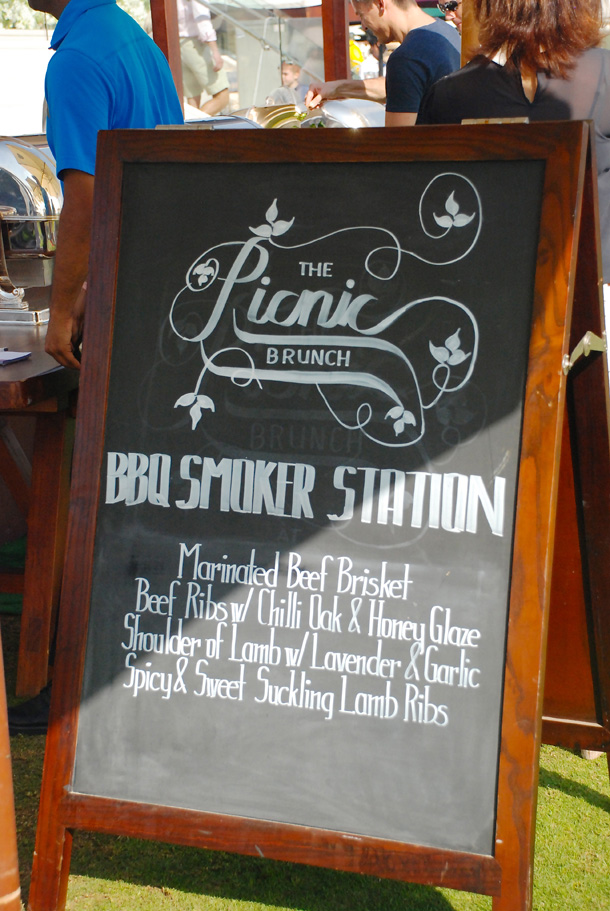 THE
Picnic
BRUNCH
BBQ SMOKER STATION
Marinated Beef Brisket
Beef Ribs w/ Chilli Oak & Honey Glaze
Shoulder of Lamb w/ Lavender & Garlic
Spicy & Sweet Suckling Lamb Ribs